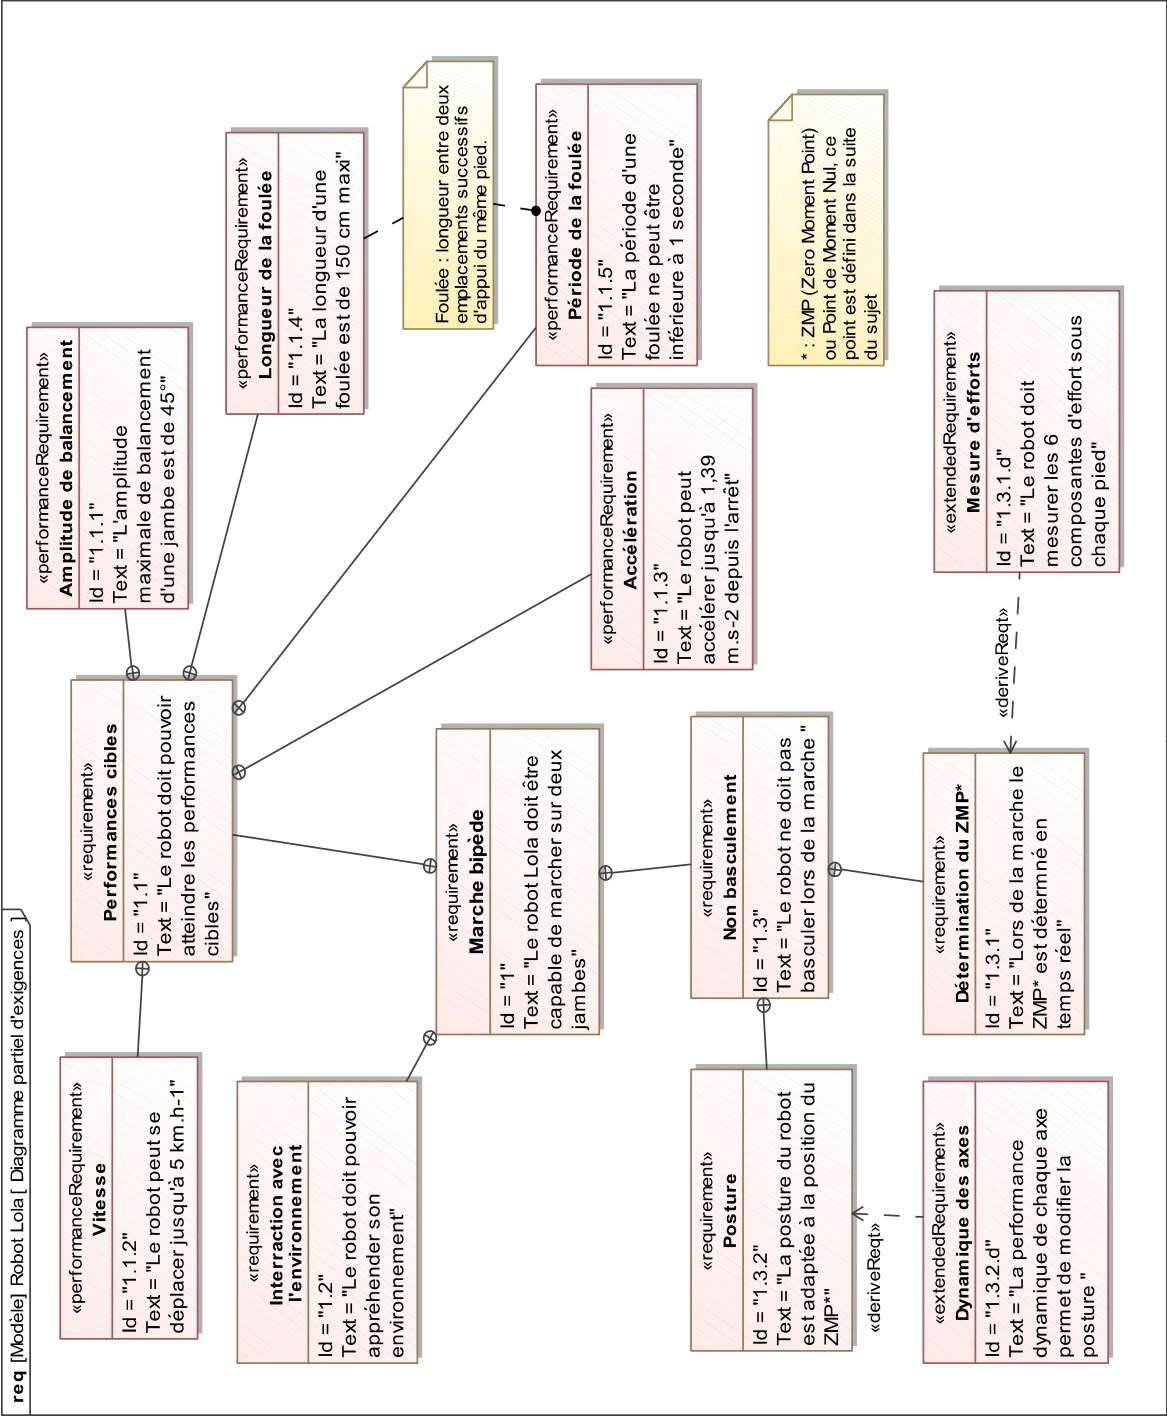 req [Modèle] Robot Lola [ Diagramme partiel d'exigences ]
«performanceRequirement»
Vitesse
Id = "1.1.2"
Text = "Le robot peut se
déplacer jusqu'à 5 km.h-1"
«requirement»
Performances cibles
Id = "1.1"
Text = "Le robot doit pouvoir
atteindre les performances
cibles"
«performanceRequirement»
Amplitude de balancement
Id = "1.1.1"
Text = "L'amplitude
maximale de balancement
d'une jambe est de 45°"
«performanceRequirement»
Longueur de la foulée
Id = "1.1.4"
Text = "La longueur d'une
foulée est de 150 cm maxi"
Foulée : longueur entre deux
emplacements successifs
d'appui du même pied.
«performanceRequirement»
Période de la foulée
Id = "1.1.5"
Text = "La période d'une
foulée ne peut être
inférieure à 1 seconde"
«performanceRequirement»
Accélération
Id = "1.1.3"
Text = "Le robot peut
accélérer jusqu'à 1,39
m.s-2 depuis l'arrêt"
«requirement»
Interraction avec
l'environnement
Id = "1.2"
Text = "Le robot doit pouvoir
appréhender son
environnement"
«requirement»
Marche bipède
Id = "1"
Text = "Le robot Lola doit être
capable de marcher sur deux
jambes"
«requirement»
Posture
Id = "1.3.2"
Text = "La posture du robot
est adaptée à la position du
ZMP*"
«requirement»
Non basculement
Id = "1.3"
Text = "Le robot ne doit pas
basculer lors de la marche "
* : ZMP (Zero Moment Point)
ou Point de Moment Nul, ce
point est défini dans la suite
du sujet
«deriveReqt»
«extendedRequirement»
Dynamique des axes
Id = "1.3.2.d"
Text = "La performance
dynamique de chaque axe
permet de modifier la
posture "
«requirement»
Détermination du ZMP*
Id = "1.3.1"
Text = "Lors de la marche le
ZMP* est détermné en
temps réel"
«deriveReqt»
«extendedRequirement»
Mesure d'efforts
Id = "1.3.1.d"
Text = "Le robot doit
mesurer les 6
composantes d'effort sous
chaque pied"